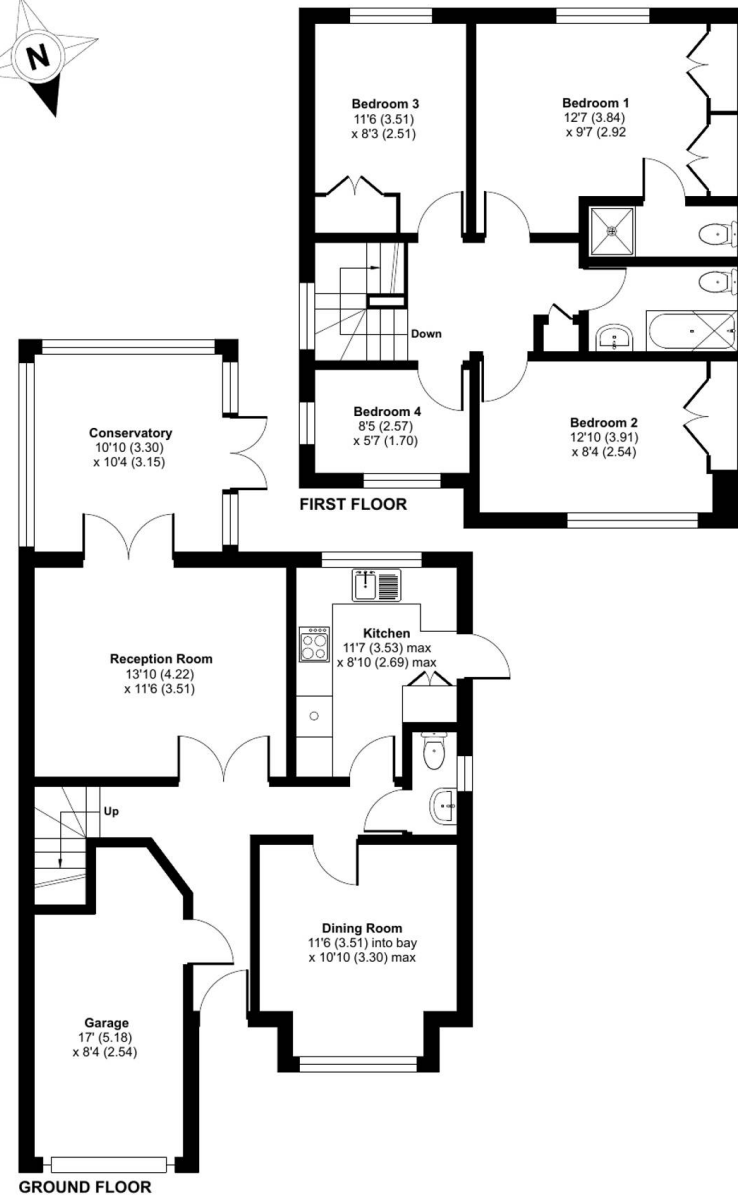 N
Bedroom 3
11'6 (3.51)
x 8'3 (2.51)
Bedroom 1
12'7 (3.84)
x 9'7 (2.92
Down
Bedroom 4
8'5 (2.57)
x 5'7 (1.70)
Bedroom 2
12'10 (3.91)
x 8'4 (2.54)
FIRST FLOOR
Conservatory
10'10 (3.30)
x 10'4 (3.15)
Reception Room
13'10 (4.22)
x 11'6 (3.51)
Kitchen
11'7 (3.53) max
x 8'10 (2.69) max
Up
Dining Room
11'6 (3.51) into bay
x 10'10 (3.30) max
Garage
17' (5.18)
x 8'4 (2.54)
GROUND FLOOR